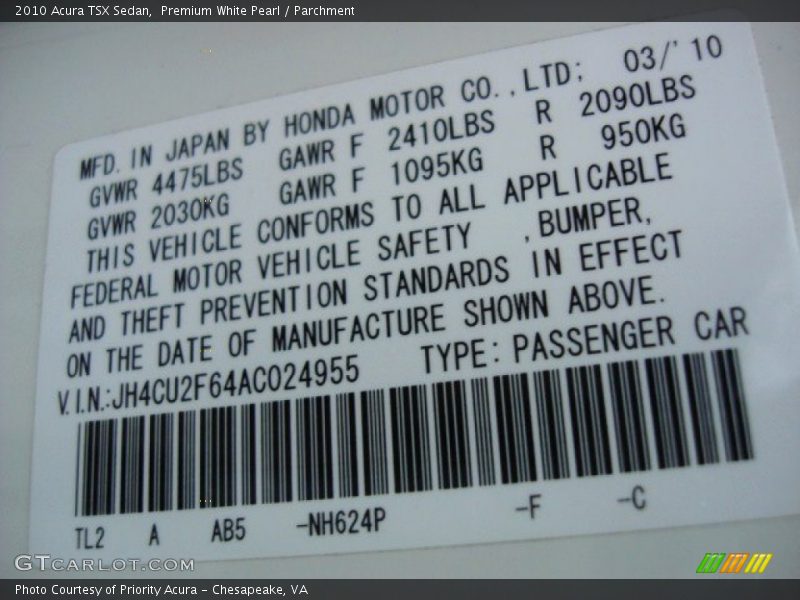 2010 Acura TSX Sedan,  Premium White Pearl / Parchment
MFD. IN JAPAN BY HONDA MOTOR CO., LTD; 03/'10
GVWR 4475LBS GAWR F 2410LBS R 2090LBS
GVWR 2030KG GAWR F 1095KG R 950KG
THIS VEHICLE CONFORMS TO ALL APPLICABLE
FEDERAL MOTOR VEHICLE SAFETY , BUMPER,
AND THEFT PREVENTION STANDARDS IN EFFECT
ON THE DATE OF MANUFACTURE SHOWN ABOVE.
V.I.N.:JH4CU2F64AC024955 TYPE: PASSENGER CAR
TL2 A AB5 -NH624P -F -C
GTCARLOT.COM
Photo Courtesy of Priority Acura - Chesapeake, VA